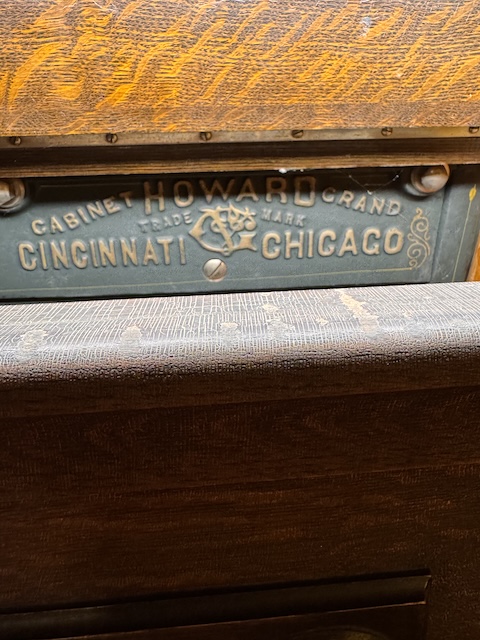 CABINET HOWARD GRAND
TRADE MARK
CINCINNATI CHICAGO